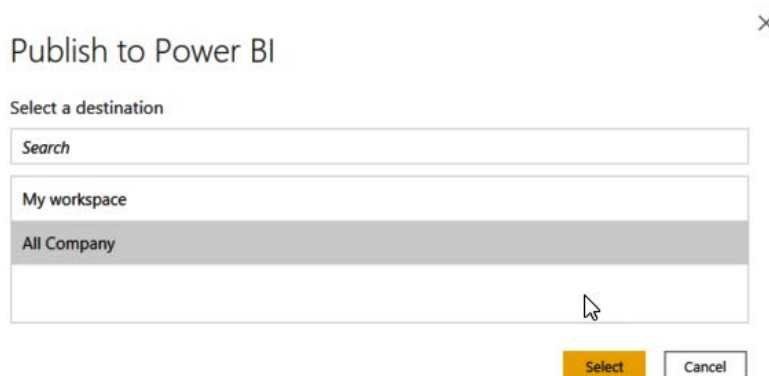 Publish to Power BI
Select a destination
Search
My workspace
All Company
Select Cancel